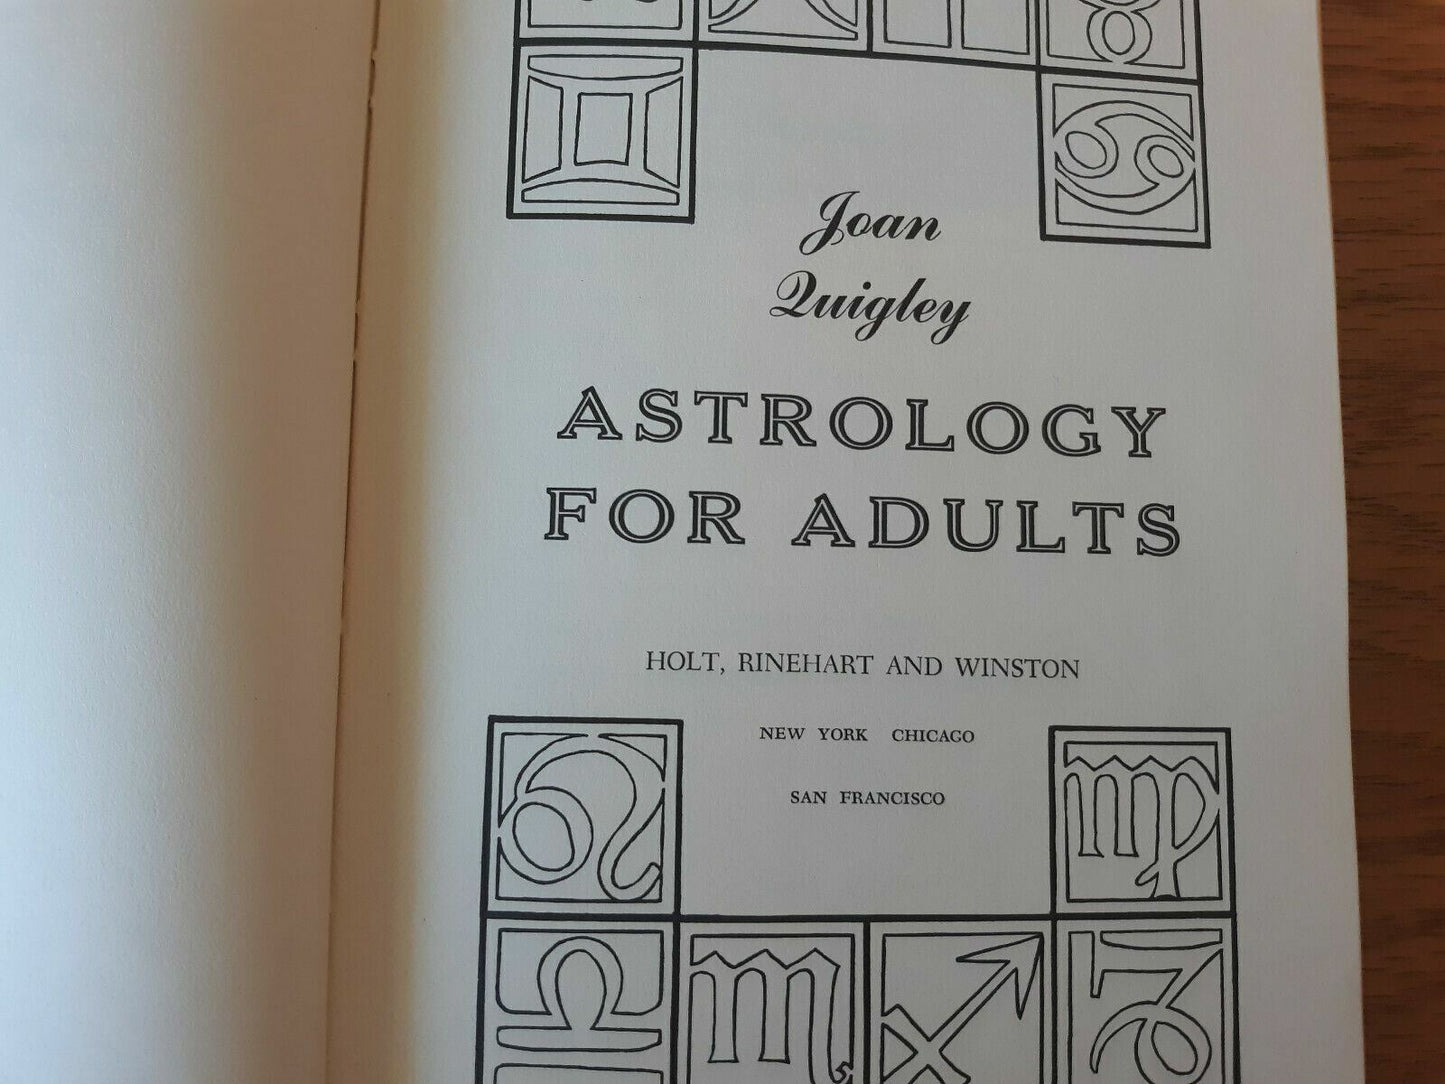 Joan
Quigley
ASTROLOGY
FOR ADULTS
HOLT, RINEHART AND WINSTON
NEW YORK CHICAGO
SAN FRANCISCO